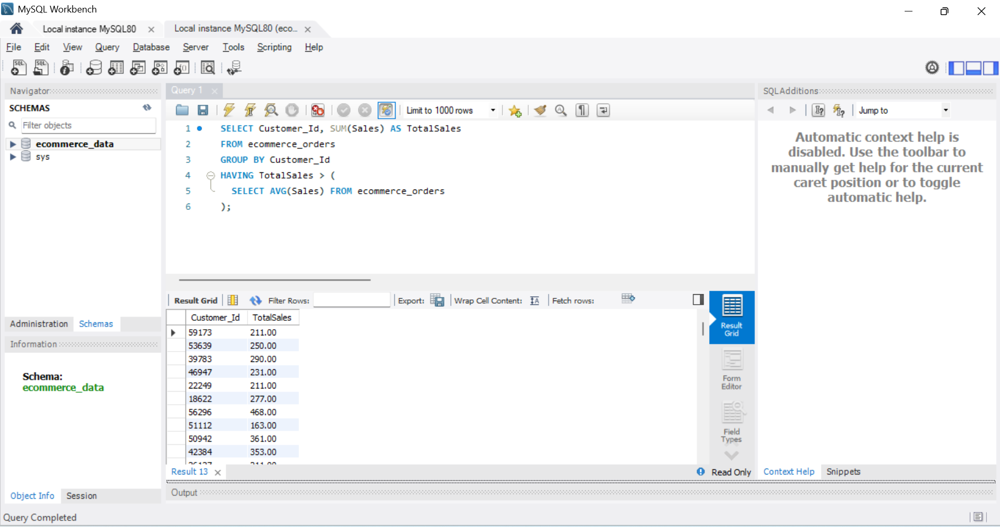 MySQL Workbench
Local instance MySQL80
Local instance MySQL80 (eco...
File Edit View Query Database Server Tools Scripting Help
Navigator
SCHEMAS
Filter objects
ecommerce_data
sys
Administration Schemas
Information
Schema:
ecommerce_data
Object Info Session
Query 1
Limit to 1000 rows
1 SELECT Customer_Id, SUM(Sales) AS TotalSales
2 FROM ecommerce_orders
3 GROUP BY Customer_Id
4 HAVING TotalSales > (
5 SELECT AVG(Sales) FROM ecommerce_orders
6 );
Result Grid Filter Rows: Export: Wrap Cell Content: Fetch rows:
Customer_Id TotalSales
59173 211.00
53639 250.00
39783 290.00
46947 231.00
22249 211.00
18622 277.00
56296 468.00
51112 163.00
50942 361.00
42384 353.00
Result Grid
Form Editor
Field Types
Result 13
Read Only
Output
SQLAdditions
Jump to
Automatic context help is
disabled. Use the toolbar to
manually get help for the current
caret position or to toggle
automatic help.
Context Help Snippets
Query Completed